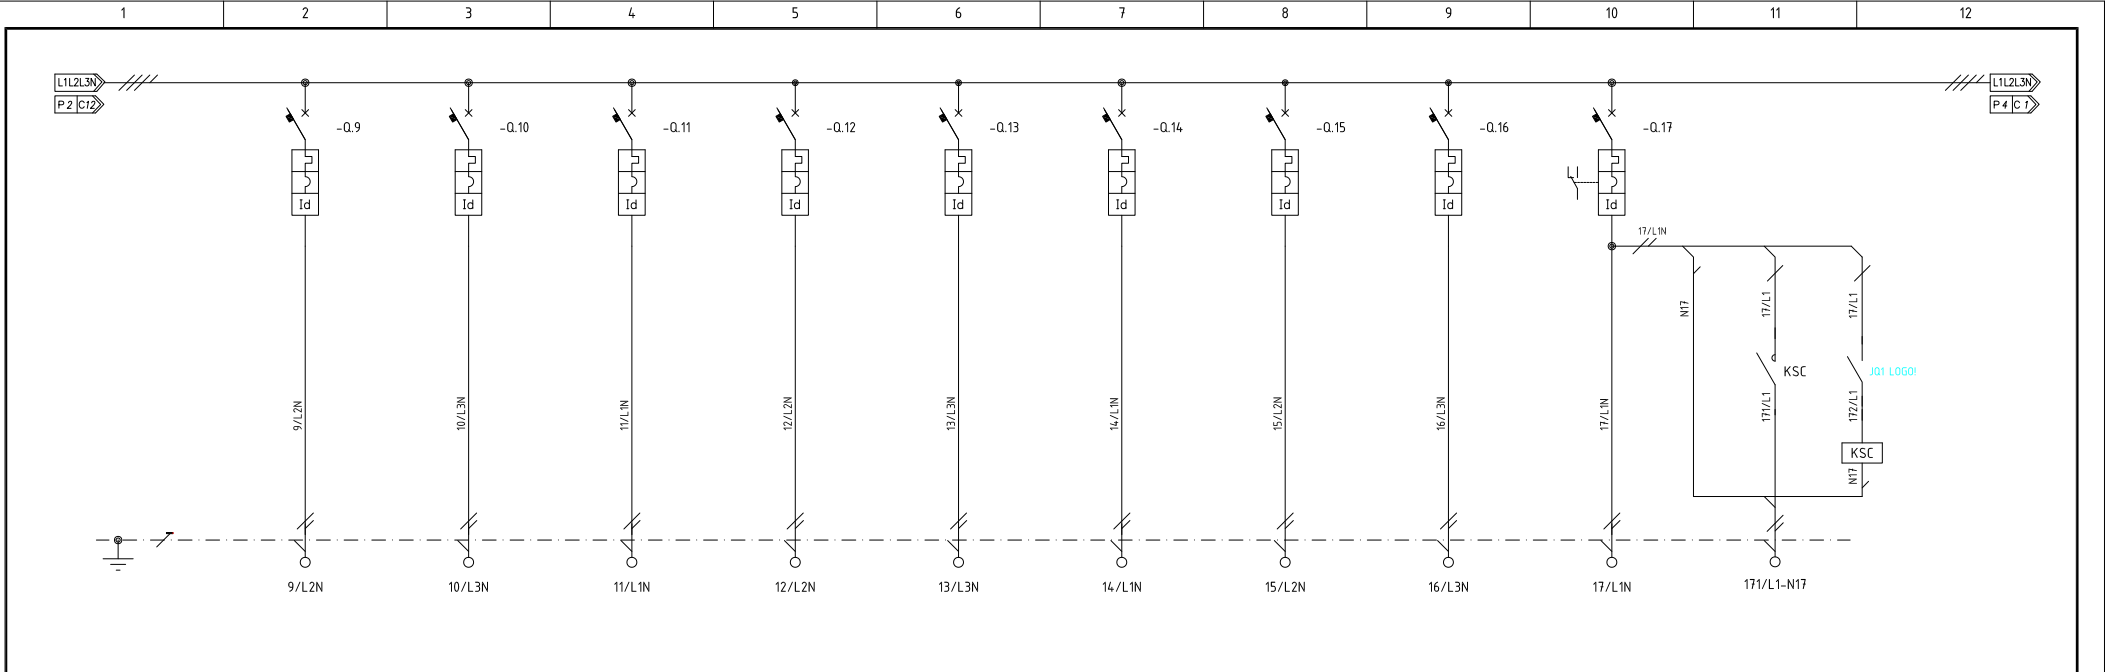 1 2 3 4 5 6 7 8 9 10 11 12
L1L2L3N L1L2L3N
P 2 C12 P 4 C 1
-Q.9 -Q.10 -Q.11 -Q.12 -Q.13 -Q.14 -Q.15 -Q.16 -Q.17
Id Id Id Id Id Id Id Id Id
17/L1N
N17 17/L1 17/L1
KSC JQ1 LOGO!
9/L2N 10/L3N 11/L1N 12/L2N 13/L3N 14/L1N 15/L2N 16/L3N 17/L1N 171/L1 172/L1
KSC
N17
9/L2N 10/L3N 11/L1N 12/L2N 13/L3N 14/L1N 15/L2N 16/L3N 17/L1N 171/L1-N17